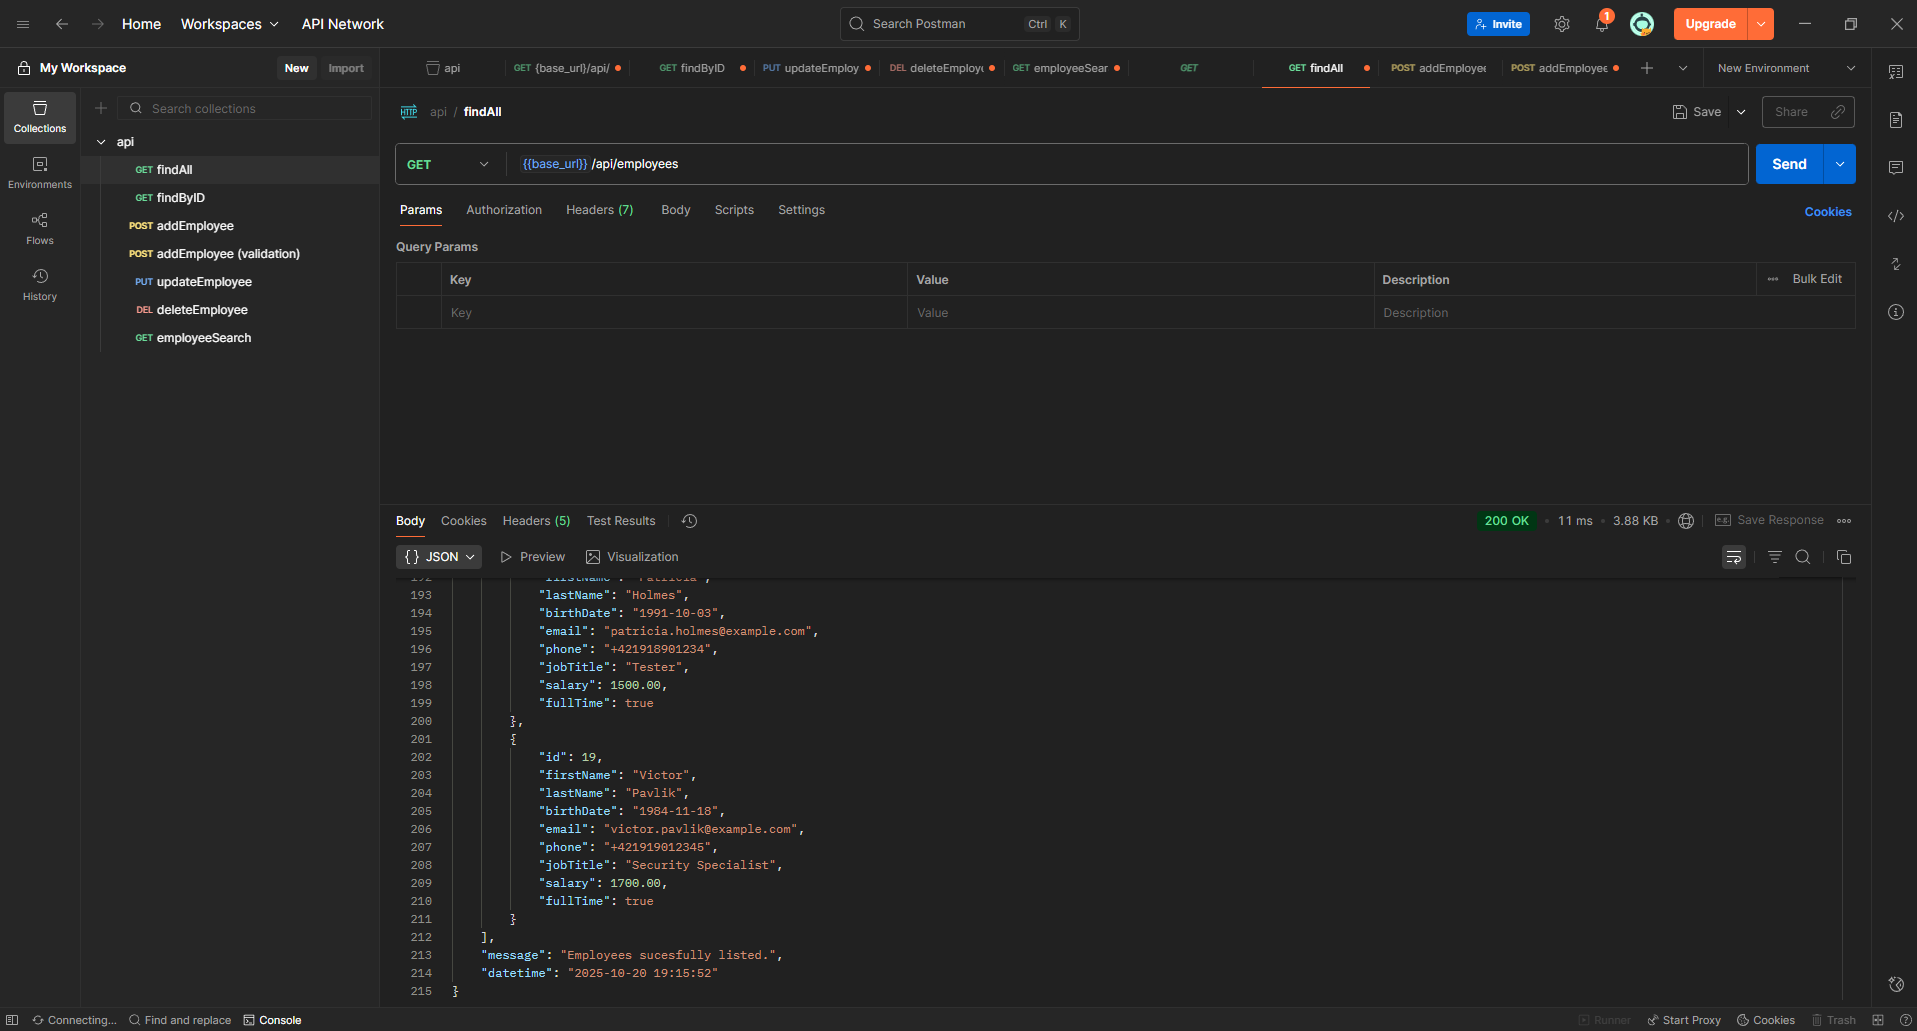 Home Workspaces API Network Search Postman Ctrl K Invite 1 Upgrade
My Workspace New Import api GET {base_url}/api/ GET findByID PUT updateEmploy DEL deleteEmploye GET employeeSear GET GET findAll POST addEmployee POST addEmployee New Environment
Collections
Environments
Flows
History
Search collections
api
GET findAll
GET findByID
POST addEmployee
POST addEmployee (validation)
PUT updateEmployee
DEL deleteEmployee
GET employeeSearch
HTTP api / findAll Save Share
GET {{base_url}} /api/employees Send
Params Authorization Headers (7) Body Scripts Settings Cookies
Query Params
Key Value Description Bulk Edit
Key Value Description
Body Cookies Headers (5) Test Results 200 OK 11 ms 3.88 KB e.g. Save Response
{} JSON Preview Visualization
192 "firstName": "Patricia",
193 "lastName": "Holmes",
194 "birthDate": "1991-10-03",
195 "email": "patricia.holmes@example.com",
196 "phone": "+421918901234",
197 "jobTitle": "Tester",
198 "salary": 1500.00,
199 "fullTime": true
200 },
201 {
202 "id": 19,
203 "firstName": "Victor",
204 "lastName": "Pavlik",
205 "birthDate": "1984-11-18",
206 "email": "victor.pavlik@example.com",
207 "phone": "+421919012345",
208 "jobTitle": "Security Specialist",
209 "salary": 1700.00,
210 "fullTime": true
211 }
212 ],
213 "message": "Employees sucesfully listed.",
214 "datetime": "2025-10-20 19:15:52"
215 }
Connecting... Find and replace Console Runner Start Proxy Cookies Trash